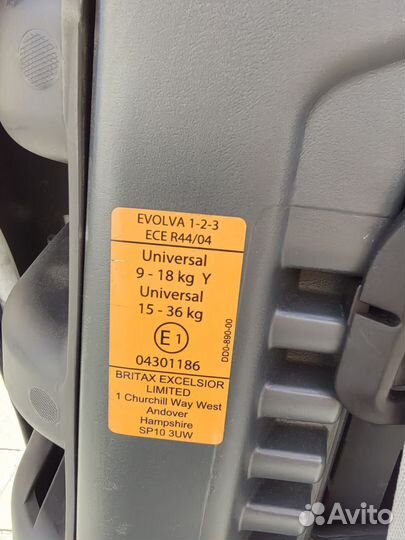 EVOLVA 1-2-3
ECE R44/04
Universal
9 - 18 kg Y
Universal
15 - 36 kg
E1
04301186
DD0-890-00
BRITAX EXCELSIOR
LIMITED
1 Churchill Way West
Andover
Hampshire
SP10 3UW
Avito